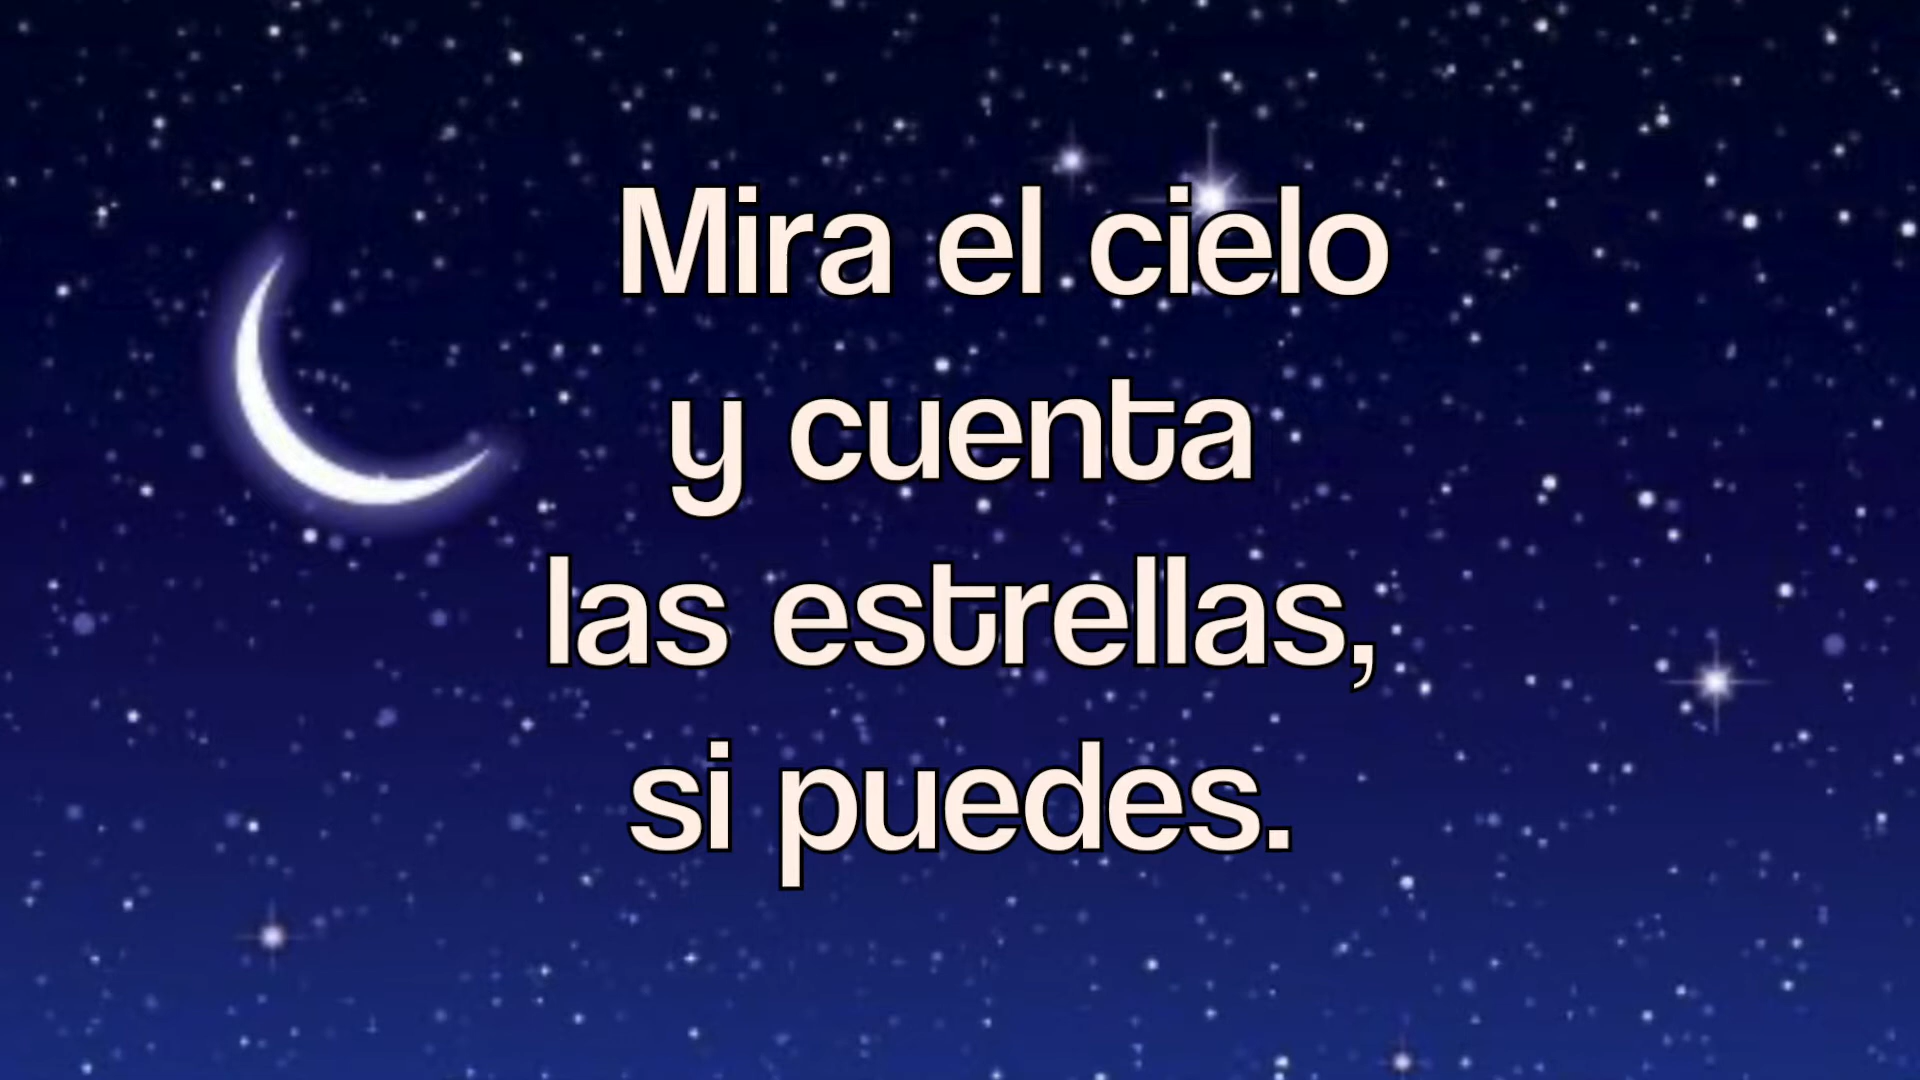 Mira el cielo
y cuenta
las estrellas,
si puedes.